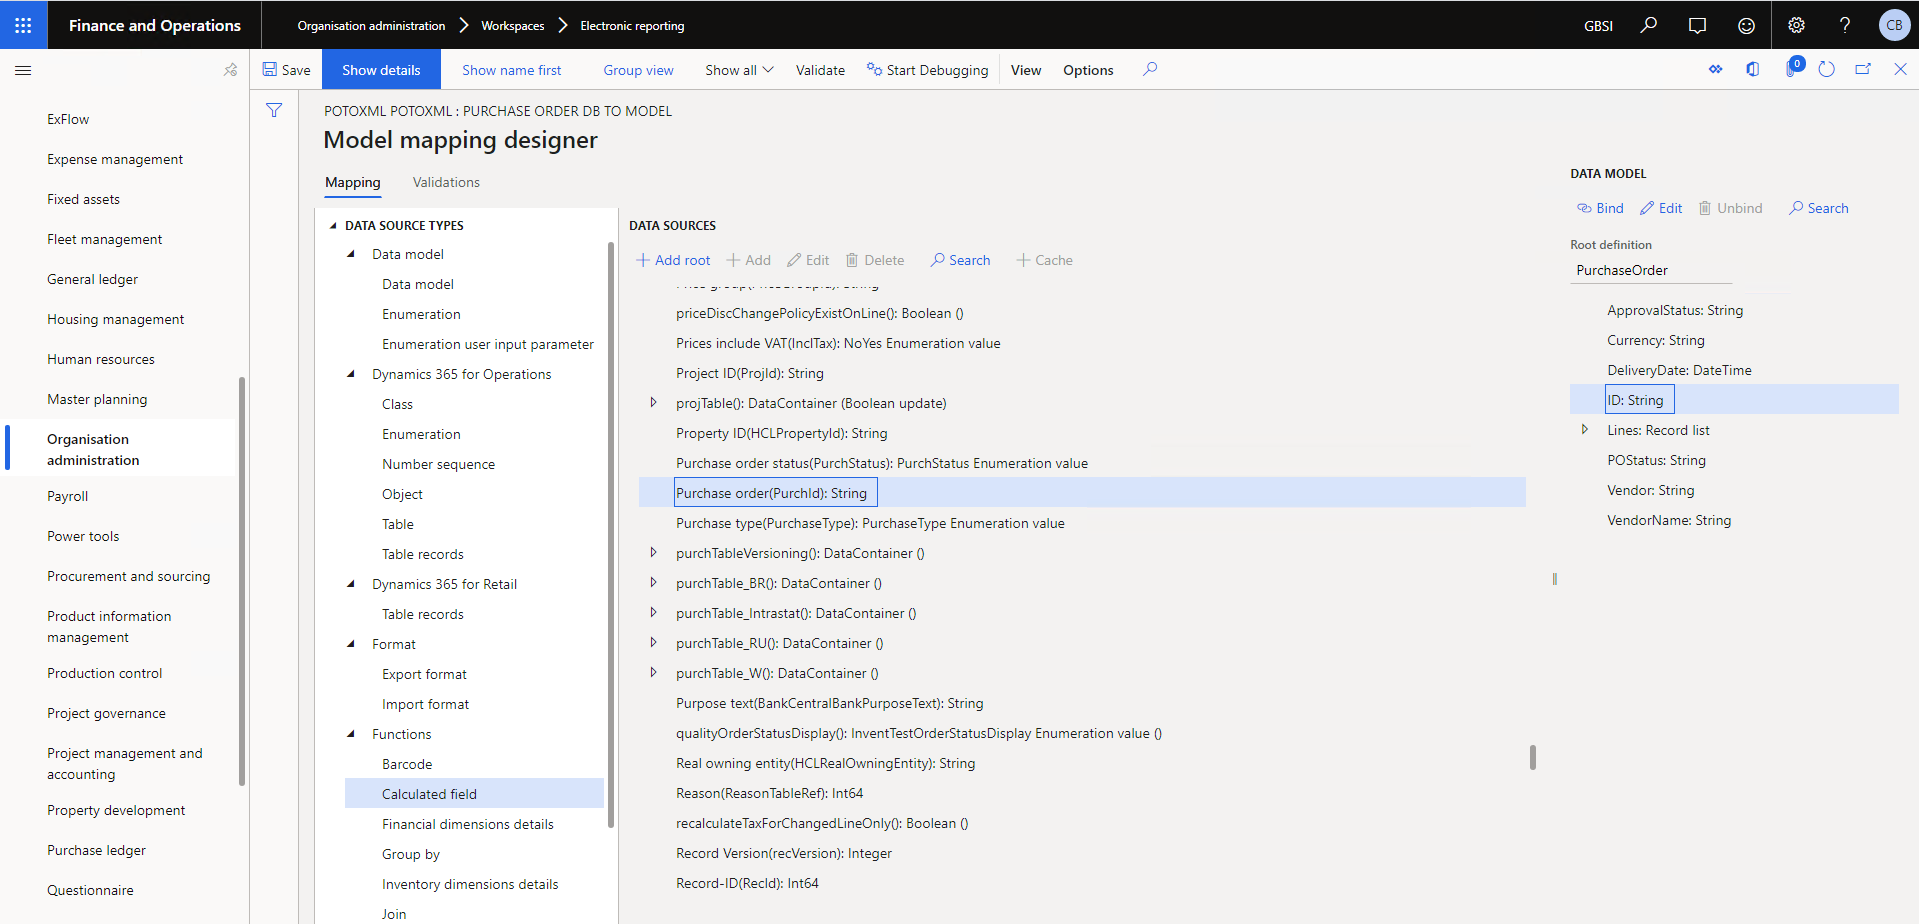 Finance and Operations
Organisation administration
Workspaces
Electronic reporting
GBSI
CB
Save
Show details
Show name first
Group view
Show all
Validate
Start Debugging
View
Options
0
ExFlow
Expense management
Fixed assets
Fleet management
General ledger
Housing management
Human resources
Master planning
Organisation
administration
Payroll
Power tools
Procurement and sourcing
Product information
management
Production control
Project governance
Project management and
accounting
Property development
Purchase ledger
Questionnaire
POTOXML POTOXML : PURCHASE ORDER DB TO MODEL
Model mapping designer
Mapping
Validations
DATA SOURCE TYPES
Data model
Data model
Enumeration
Enumeration user input parameter
Dynamics 365 for Operations
Class
Enumeration
Number sequence
Object
Table
Table records
Dynamics 365 for Retail
Table records
Format
Export format
Import format
Functions
Barcode
Calculated field
Financial dimensions details
Group by
Inventory dimensions details
Join
DATA SOURCES
Add root
Add
Edit
Delete
Search
Cache
Price group(PriceGroupId): String
priceDiscChangePolicyExistOnLine(): Boolean ()
Prices include VAT(InclTax): NoYes Enumeration value
Project ID(ProjId): String
projTable(): DataContainer (Boolean update)
Property ID(HCLPropertyId): String
Purchase order status(PurchStatus): PurchStatus Enumeration value
Purchase order(PurchId): String
Purchase type(PurchaseType): PurchaseType Enumeration value
purchTableVersioning(): DataContainer ()
purchTable_BR(): DataContainer ()
purchTable_Intrastat(): DataContainer ()
purchTable_RU(): DataContainer ()
purchTable_W(): DataContainer ()
Purpose text(BankCentralBankPurposeText): String
qualityOrderStatusDisplay(): InventTestOrderStatusDisplay Enumeration value ()
Real owning entity(HCLRealOwningEntity): String
Reason(ReasonTableRef): Int64
recalculateTaxForChangedLineOnly(): Boolean ()
Record Version(recVersion): Integer
Record-ID(RecId): Int64
DATA MODEL
Bind
Edit
Unbind
Search
Root definition
PurchaseOrder
ApprovalStatus: String
Currency: String
DeliveryDate: DateTime
ID: String
Lines: Record list
POStatus: String
Vendor: String
VendorName: String